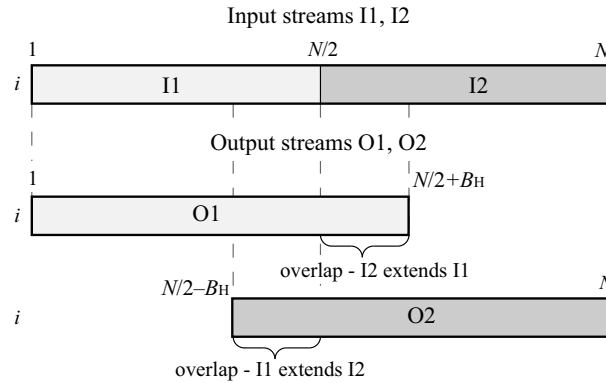 Input streams I1, I2
1 N/2 N
i I1 I2
Output streams O1, O2
1 N/2+BH
i O1
overlap - I2 extends I1
N/2–BH N
i O2
overlap - I1 extends I2